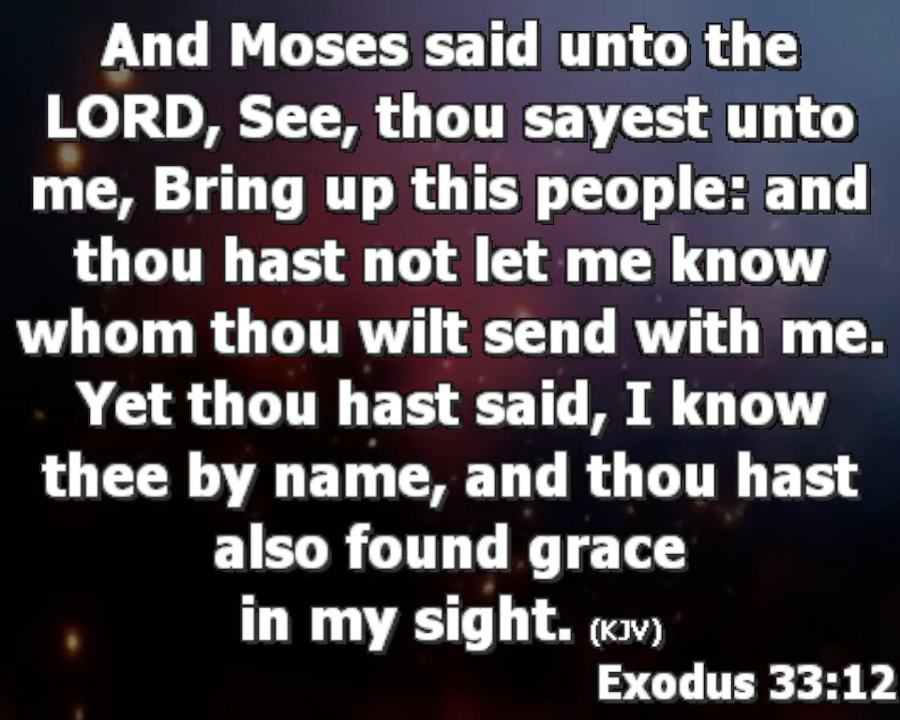 And Moses said unto the
LORD, See, thou sayest unto
me, Bring up this people: and
thou hast not let me know
whom thou wilt send with me.
Yet thou hast said, I know
thee by name, and thou hast
also found grace
in my sight. (KJV)
Exodus 33:12